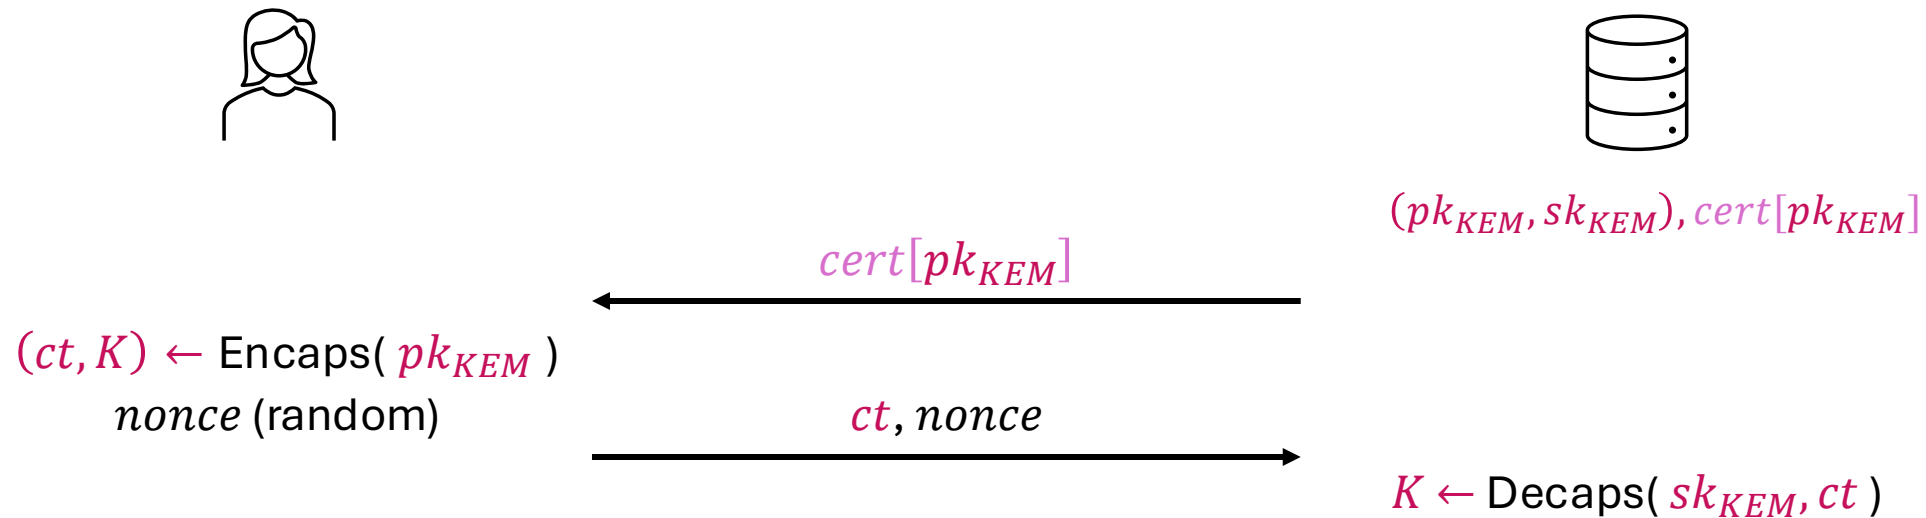 (pk_KEM, sk_KEM), cert[pk_KEM]
cert[pk_KEM]
(ct, K) ← Encaps( pk_KEM )
nonce (random)
ct, nonce
K ← Decaps( sk_KEM, ct )